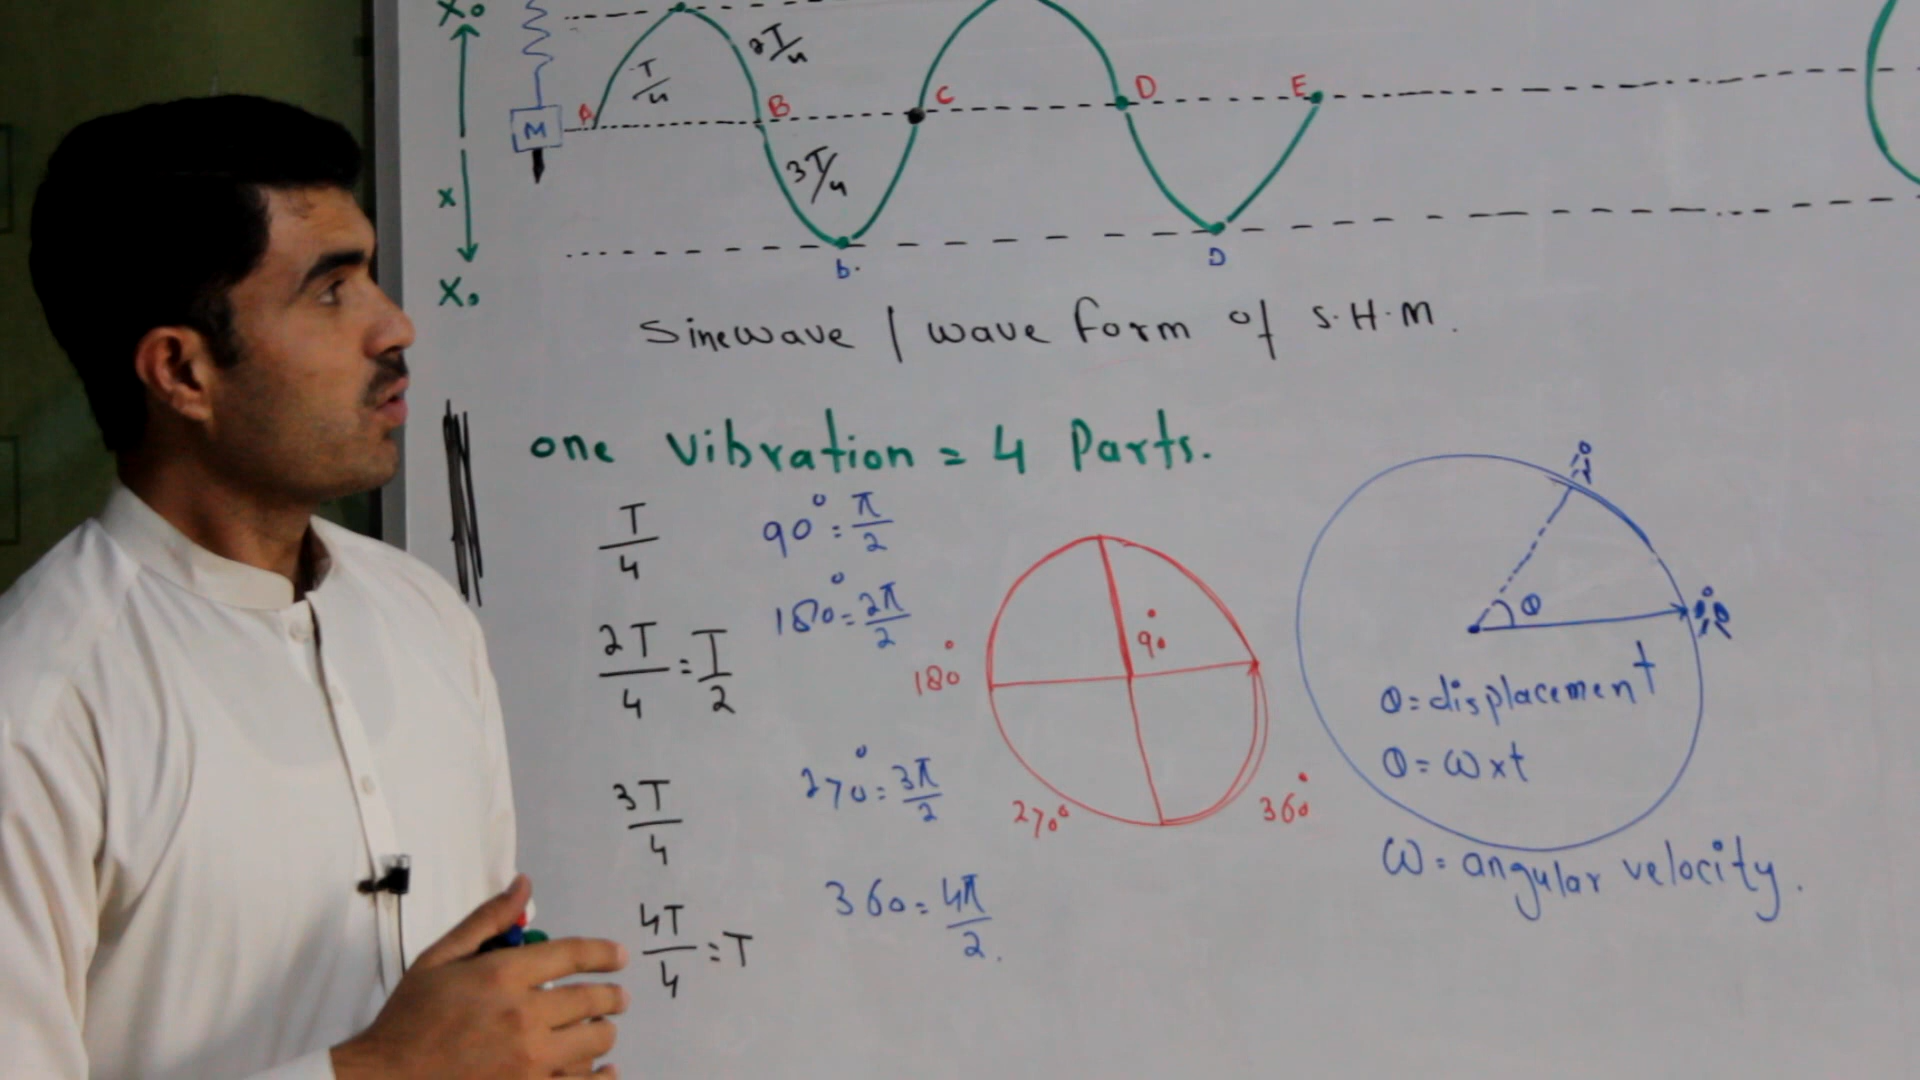 X₀
M
x
X₀
A
T/4
2T/4
B
3T/4
C
D
E
b.
D
Sinewave / wave form of S.H.M.
one vibration = 4 Parts.
T/4 90° = π/2
2T/4 = T/2 180° = 2π/2
3T/4 270° = 3π/2
4T/4 = T 360 = 4π/2.
90°
180°
270°
360°
θ
θ = displacement
θ = ω x t
ω = angular velocity.